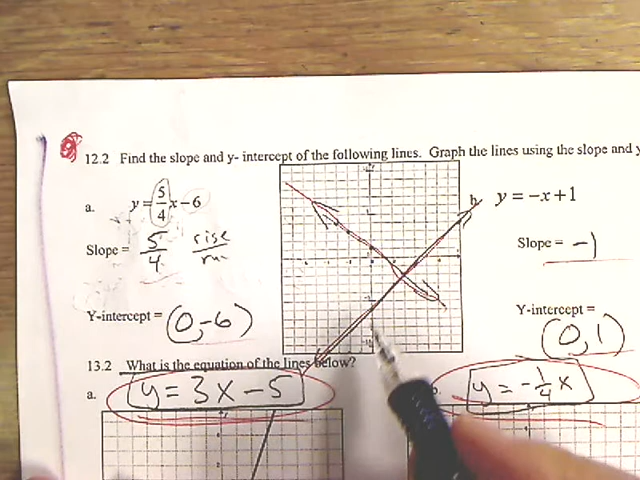 12.2 Find the slope and y- intercept of the following lines. Graph the lines using the slope and y
a. y = 5/4 x − 6
b. y = −x + 1
Slope = 5/4 rise/run
Slope = −1
Y-intercept = (0,−6)
Y-intercept = (0,1)
13.2 What is the equation of the lines below?
a. y = 3x − 5
b. y = −1/4 x